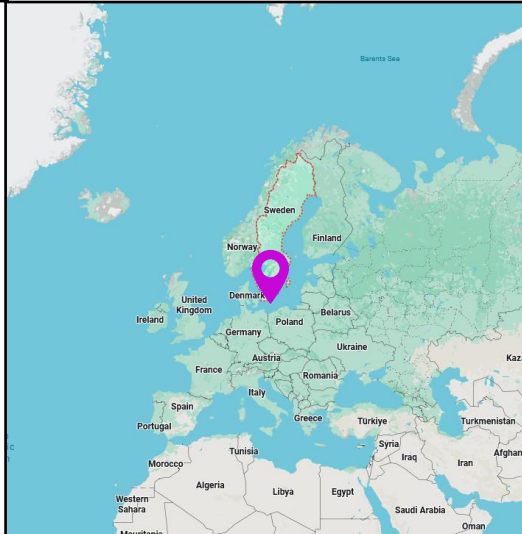 Barents Sea
Sweden
Finland
Norway
United
Kingdom
Denmark
Ireland
Belarus
Poland
Germany
Ukraine
Austria
France
Romania
Italy
Spain
Greece
Türkiye
Turkmenistan
Portugal
Syria
Tunisia
Morocco
Iraq
Iran
Algeria
Libya
Egypt
Western
Sahara
Saudi Arabia
Oman